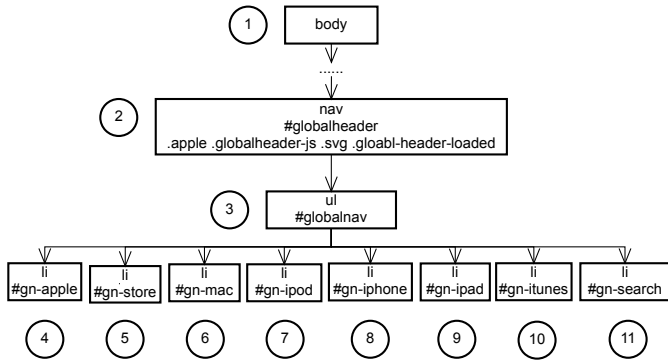 1
body
......
2
nav
#globalheader
.apple .globalheader-js .svg .gloabl-header-loaded
3
ul
#globalnav
li
#gn-apple
li
#gn-store
li
#gn-mac
li
#gn-ipod
li
#gn-iphone
li
#gn-ipad
li
#gn-itunes
li
#gn-search
4
5
6
7
8
9
10
11